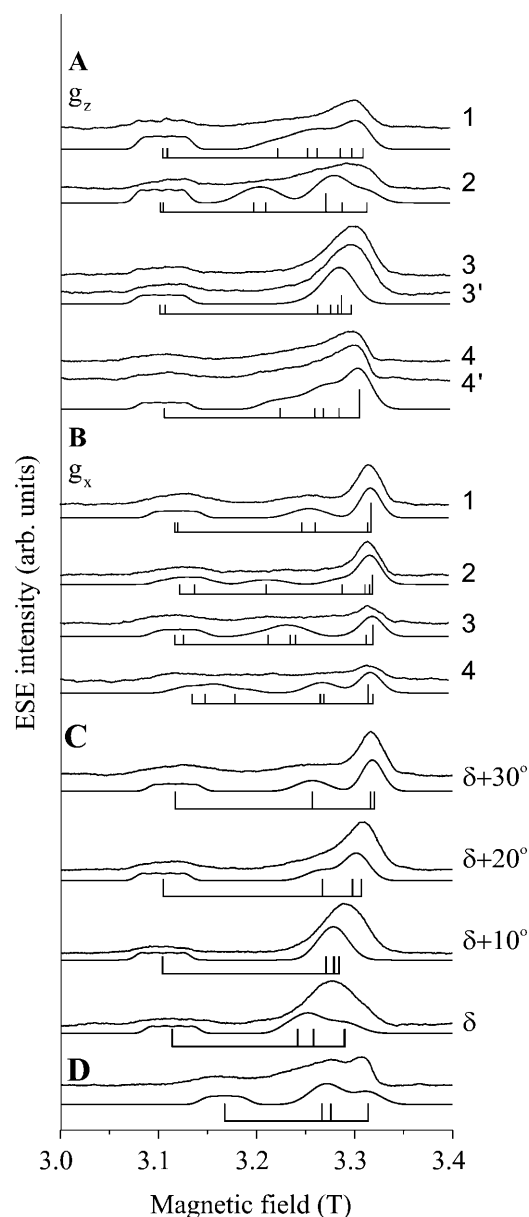 A
g_z
1
2
3
3'
4
4'
B
g_x
1
2
3
4
C
δ+30°
δ+20°
δ+10°
δ
D
ESE intensity (arb. units)
3.0 3.1 3.2 3.3 3.4
Magnetic field (T)